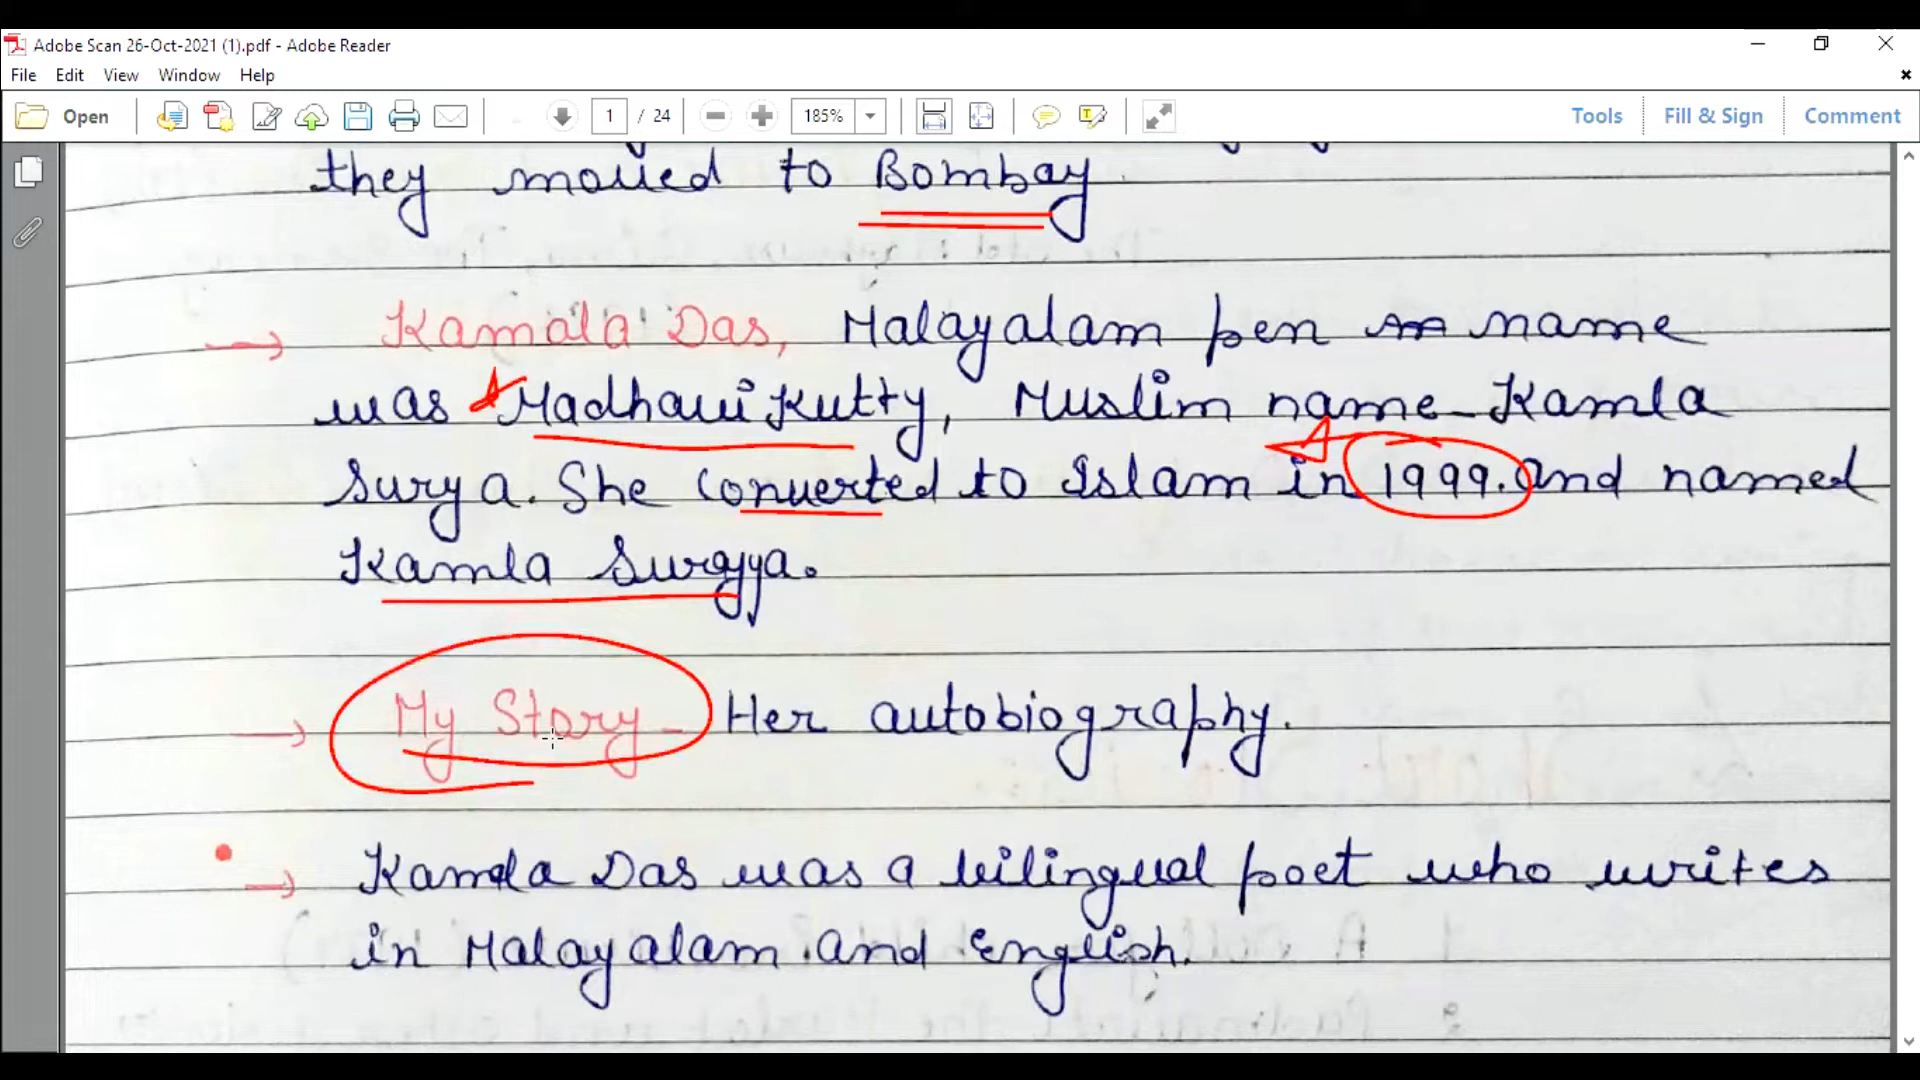 Adobe Scan 26-Oct-2021 (1).pdf - Adobe Reader
File Edit View Window Help
Open 1 / 24 185% Tools Fill & Sign Comment
they moved to Bombay.
Kamala Das, Malayalam pen name
was Madhavikutty, Muslim name - Kamla
Surya. She converted to Islam in 1999. and named
Kamla Surayya.
My Story - Her autobiography.
Kamala Das was a bilingual poet who writes
in Malayalam and English.